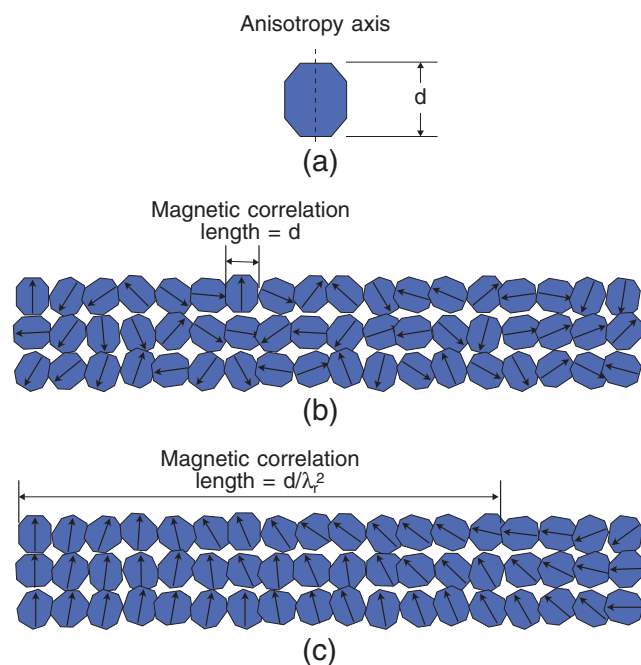 Anisotropy axis
d
(a)
Magnetic correlation
length = d
(b)
Magnetic correlation
length = d/λr²
(c)